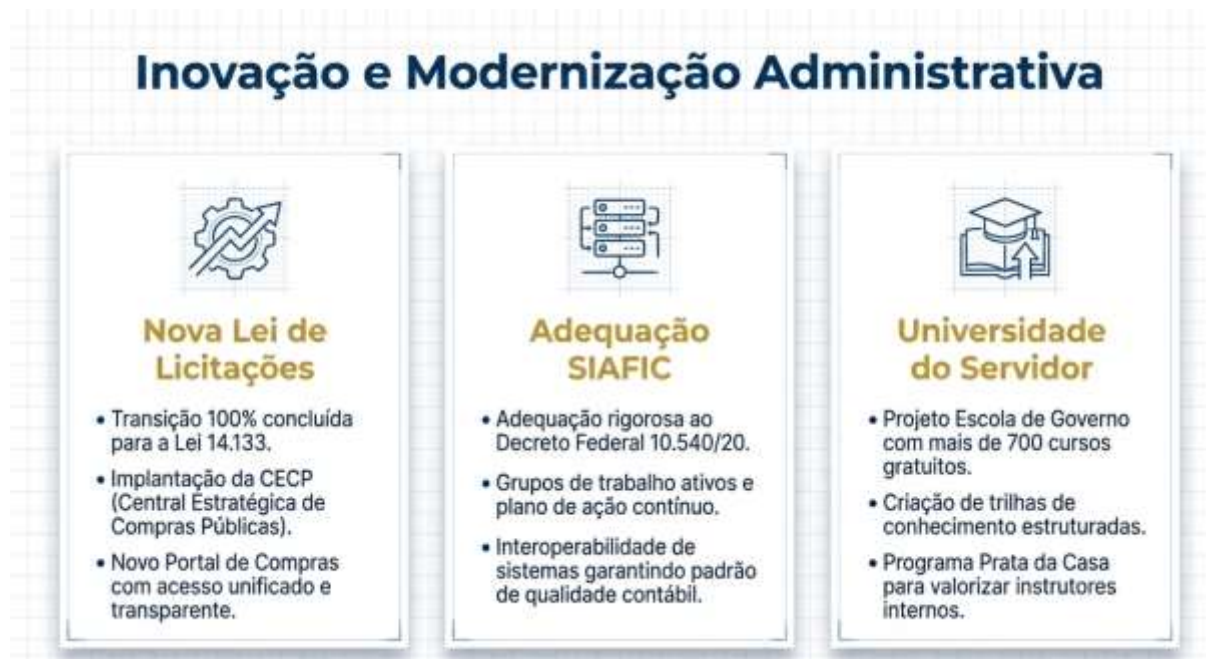 Inovação e Modernização Administrativa
Nova Lei de
Licitações
• Transição 100% concluída
para a Lei 14.133.
• Implantação da CECP
(Central Estratégica de
Compras Públicas).
• Novo Portal de Compras
com acesso unificado e
transparente.
Adequação
SIAFIC
• Adequação rigorosa ao
Decreto Federal 10.540/20.
• Grupos de trabalho ativos e
plano de ação contínuo.
• Interoperabilidade de
sistemas garantindo padrão
de qualidade contábil.
Universidade
do Servidor
• Projeto Escola de Governo
com mais de 700 cursos
gratuitos.
• Criação de trilhas de
conhecimento estruturadas.
• Programa Prata da Casa
para valorizar instrutores
internos.